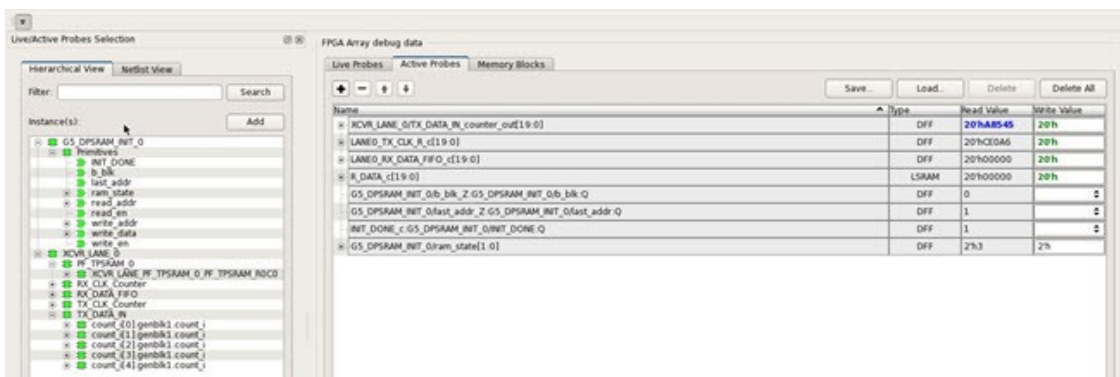 Live/Active Probes Selection
Hierarchical View
Netlist View
Filter:
Search
Instance(s):
Add
G5_DPSRAM_INIT_0
Primitives
INIT_DONE
b_blk
last_addr
ram_state
read_addr
read_en
write_addr
write_data
write_en
XCVR_LANE_0
PF_TPSRAM_0
XCVR_LANE_PF_TPSRAM_0_PF_TPSRAM_R0C0
RX_CLK_Counter
RX_DATA_FIFO
TX_CLK_Counter
TX_DATA_IN
count_i[0].genblk1.count_i
count_i[1].genblk1.count_i
count_i[2].genblk1.count_i
count_i[3].genblk1.count_i
count_i[4].genblk1.count_i
FPGA Array debug data
Live Probes
Active Probes
Memory Blocks
Save...
Load...
Delete
Delete All
Name Type Read Value Write Value
XCVR_LANE_0/TX_DATA_IN_counter_out[19:0] DFF 20'hA8545 20'h
LANE0_TX_CLK_R_c[19:0] DFF 20'hCE0A6 20'h
LANE0_RX_DATA_FIFO_c[19:0] DFF 20'h00000 20'h
R_DATA_c[19:0] LSRAM 20'h00000 20'h
G5_DPSRAM_INIT_0/b_blk_Z:G5_DPSRAM_INIT_0/b_blk:Q DFF 0
G5_DPSRAM_INIT_0/last_addr_Z:G5_DPSRAM_INIT_0/last_addr:Q DFF 1
INIT_DONE_c:G5_DPSRAM_INIT_0/INIT_DONE:Q DFF 1
G5_DPSRAM_INIT_0/ram_state[1:0] DFF 2'h3 2'h